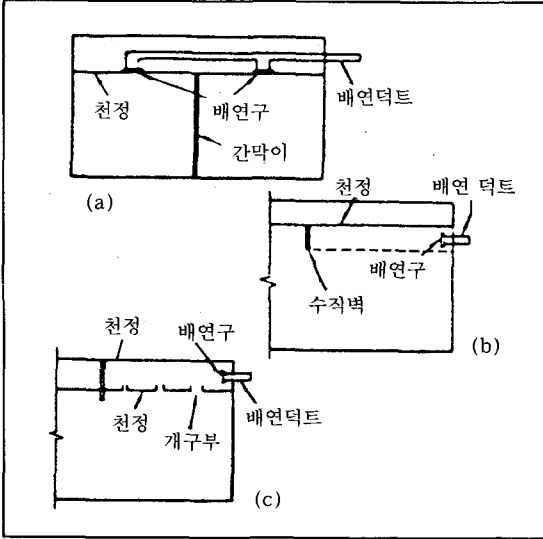 천정
배연구
배연덕트
간막이
(a)
천정
배연 덕트
배연구
수직벽
(b)
천정
배연구
천정
개구부
배연덕트
(c)